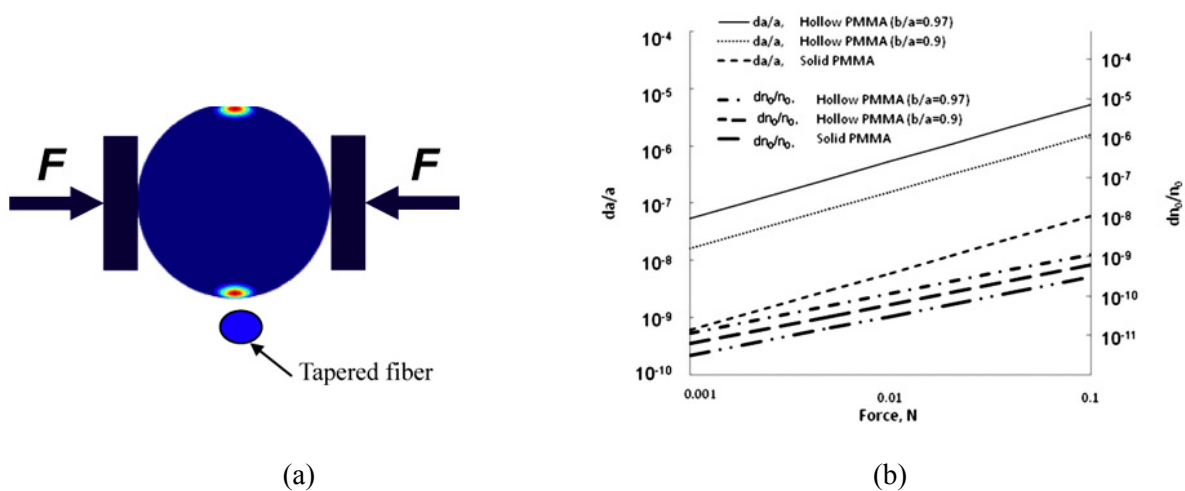 F
F
Tapered fiber
(a)
da/a, Hollow PMMA (b/a=0.97)
da/a, Hollow PMMA (b/a=0.9)
da/a, Solid PMMA
dn₀/n₀, Hollow PMMA (b/a=0.97)
dn₀/n₀, Hollow PMMA (b/a=0.9)
dn₀/n₀, Solid PMMA
10⁻⁴
10⁻⁵
10⁻⁶
10⁻⁷
10⁻⁸
10⁻⁹
10⁻¹⁰
da/a
10⁻⁴
10⁻⁵
10⁻⁶
10⁻⁷
10⁻⁸
10⁻⁹
10⁻¹⁰
10⁻¹¹
dn₀/n₀
0.001
0.01
0.1
Force, N
(b)